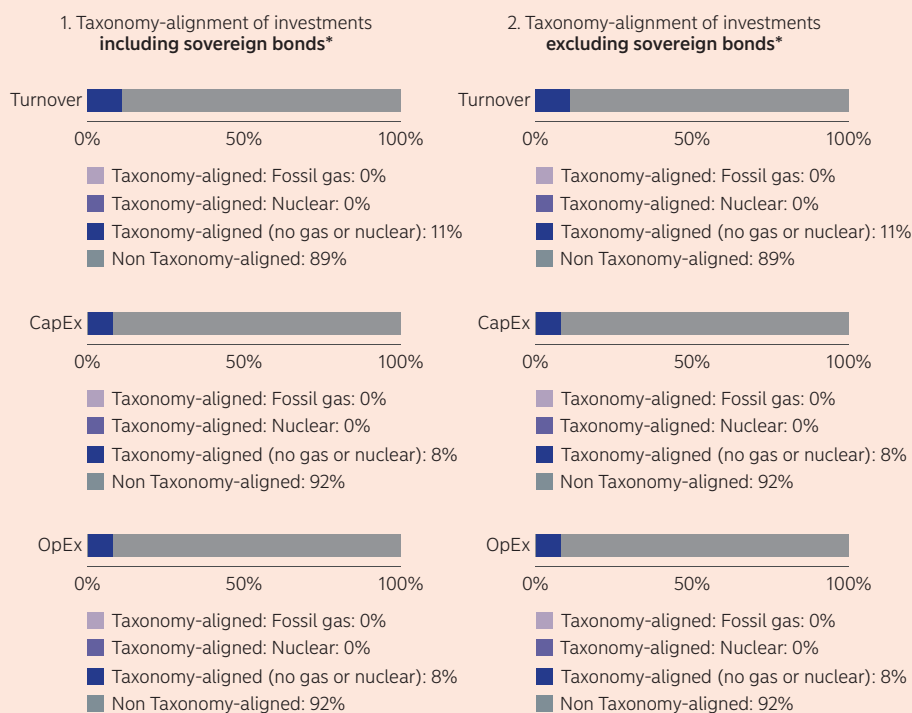 1. Taxonomy-alignment of investments
including sovereign bonds*
Turnover
0% 50% 100%
Taxonomy-aligned: Fossil gas: 0%
Taxonomy-aligned: Nuclear: 0%
Taxonomy-aligned (no gas or nuclear): 11%
Non Taxonomy-aligned: 89%
CapEx
0% 50% 100%
Taxonomy-aligned: Fossil gas: 0%
Taxonomy-aligned: Nuclear: 0%
Taxonomy-aligned (no gas or nuclear): 8%
Non Taxonomy-aligned: 92%
OpEx
0% 50% 100%
Taxonomy-aligned: Fossil gas: 0%
Taxonomy-aligned: Nuclear: 0%
Taxonomy-aligned (no gas or nuclear): 8%
Non Taxonomy-aligned: 92%
2. Taxonomy-alignment of investments
excluding sovereign bonds*
Turnover
0% 50% 100%
Taxonomy-aligned: Fossil gas: 0%
Taxonomy-aligned: Nuclear: 0%
Taxonomy-aligned (no gas or nuclear): 11%
Non Taxonomy-aligned: 89%
CapEx
0% 50% 100%
Taxonomy-aligned: Fossil gas: 0%
Taxonomy-aligned: Nuclear: 0%
Taxonomy-aligned (no gas or nuclear): 8%
Non Taxonomy-aligned: 92%
OpEx
0% 50% 100%
Taxonomy-aligned: Fossil gas: 0%
Taxonomy-aligned: Nuclear: 0%
Taxonomy-aligned (no gas or nuclear): 8%
Non Taxonomy-aligned: 92%